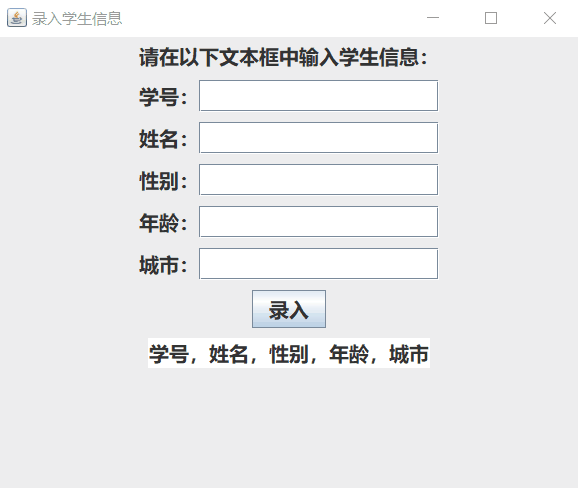 录入学生信息
请在以下文本框中输入学生信息：
学号：
姓名：
性别：
年龄：
城市：
录入
学号，姓名，性别，年龄，城市